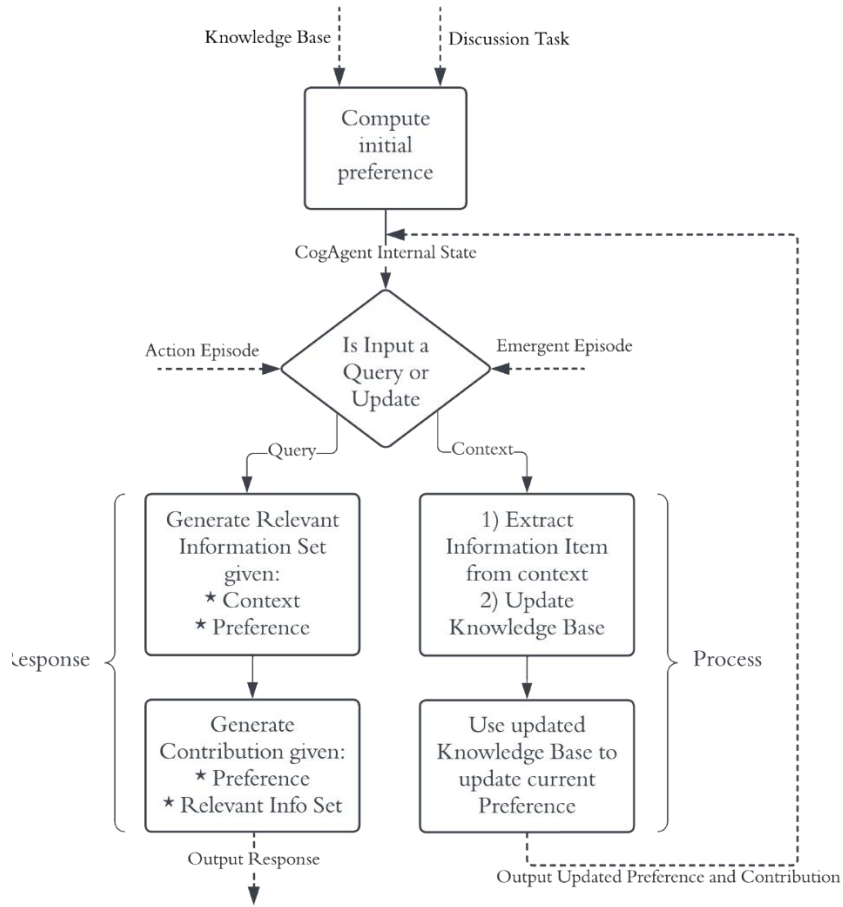 Knowledge Base
Discussion Task
Compute
initial
preference
CogAgent Internal State
Action Episode
Is Input a
Query or
Update
Emergent Episode
Query
Context
Generate Relevant
Information Set
given:
★ Context
★ Preference
1) Extract
Information Item
from context
2) Update
Knowledge Base
esponse
Process
Generate
Contribution given:
★ Preference
★ Relevant Info Set
Use updated
Knowledge Base to
update current
Preference
Output Response
Output Updated Preference and Contribution